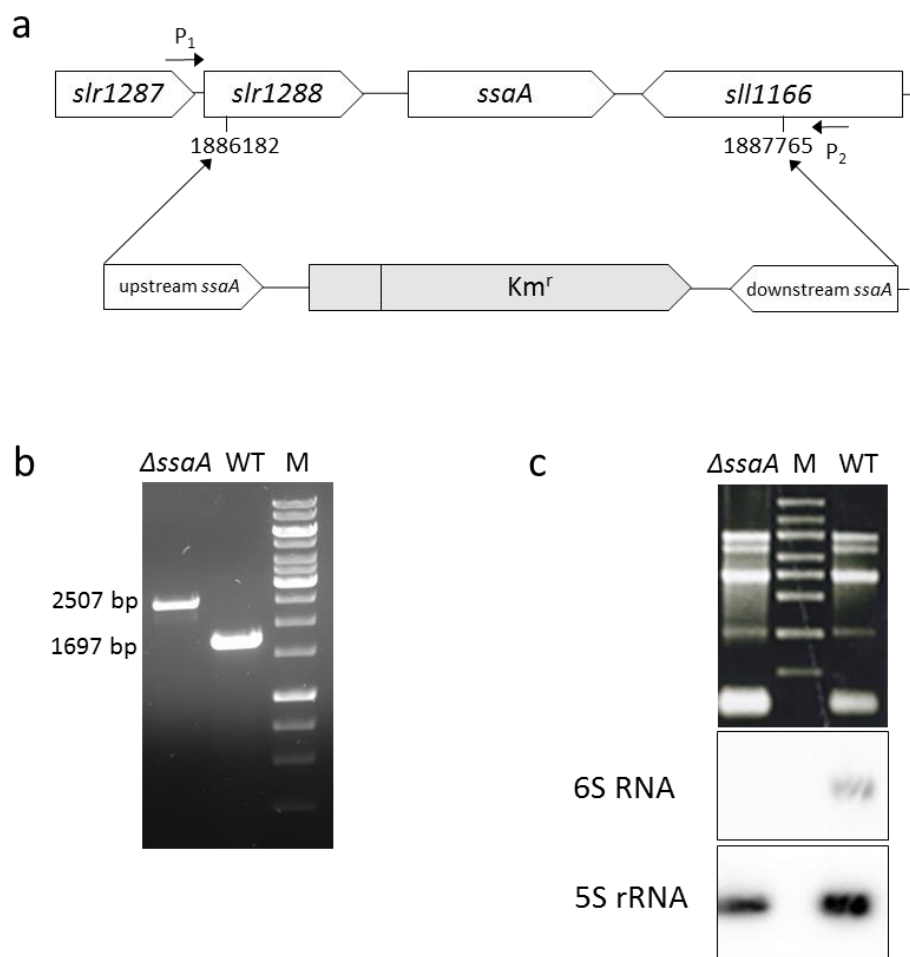 a
P1
slr1287 slr1288 ssaA sll1166
1886182 1887765
P2
upstream ssaA Kmr downstream ssaA
b
ΔssaA WT M
2507 bp
1697 bp
c
ΔssaA M WT
6S RNA
5S rRNA